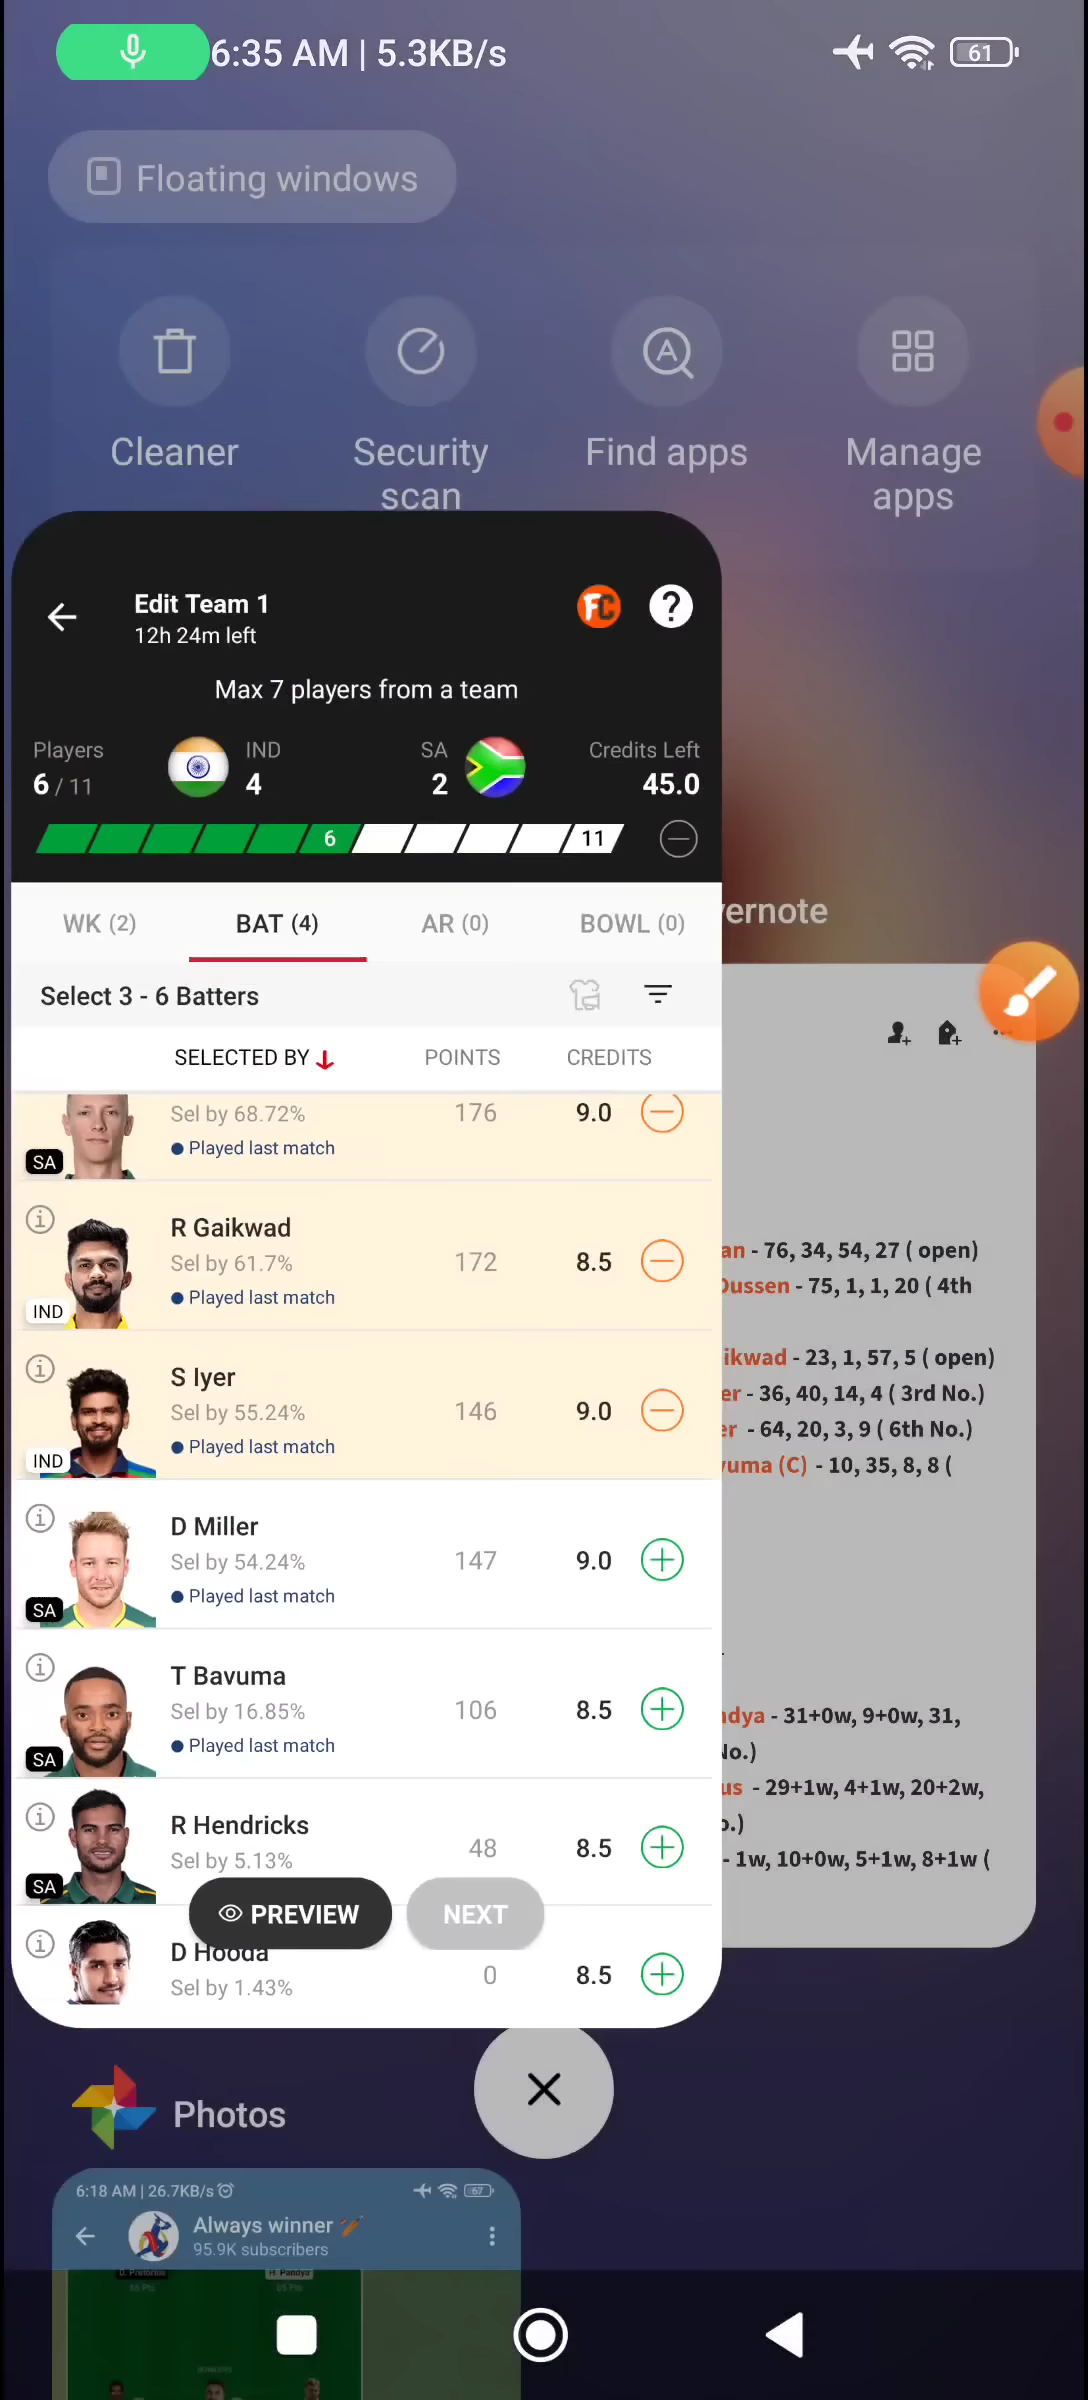 6:35 AM | 5.3KB/s
61
Floating windows
Cleaner
Security scan
Find apps
Manage apps
Edit Team 1
12h 24m left
FC
?
Max 7 players from a team
Players
6 / 11
IND
4
SA
2
Credits Left
45.0
6
11
WK (2)
BAT (4)
AR (0)
BOWL (0)
Select 3 - 6 Batters
SELECTED BY
POINTS
CREDITS
Sel by 68.72%
176
9.0
Played last match
SA
R Gaikwad
Sel by 61.7%
172
8.5
Played last match
IND
S Iyer
Sel by 55.24%
146
9.0
Played last match
IND
D Miller
Sel by 54.24%
147
9.0
Played last match
SA
T Bavuma
Sel by 16.85%
106
8.5
Played last match
SA
R Hendricks
Sel by 5.13%
48
8.5
SA
PREVIEW
NEXT
D Hooda
Sel by 1.43%
0
8.5
vernote
an - 76, 34, 54, 27 ( open)
Dussen - 75, 1, 1, 20 ( 4th
ikwad - 23, 1, 57, 5 ( open)
er - 36, 40, 14, 4 ( 3rd No.)
er - 64, 20, 3, 9 ( 6th No.)
vuma (C) - 10, 35, 8, 8 (
ndya - 31+0w, 9+0w, 31,
No.)
us - 29+1w, 4+1w, 20+2w,
o.)
- 1w, 10+0w, 5+1w, 8+1w (
Photos
6:18 AM | 26.7KB/s
67
Always winner
95.9K subscribers
D. Pretorius
H. Pandya